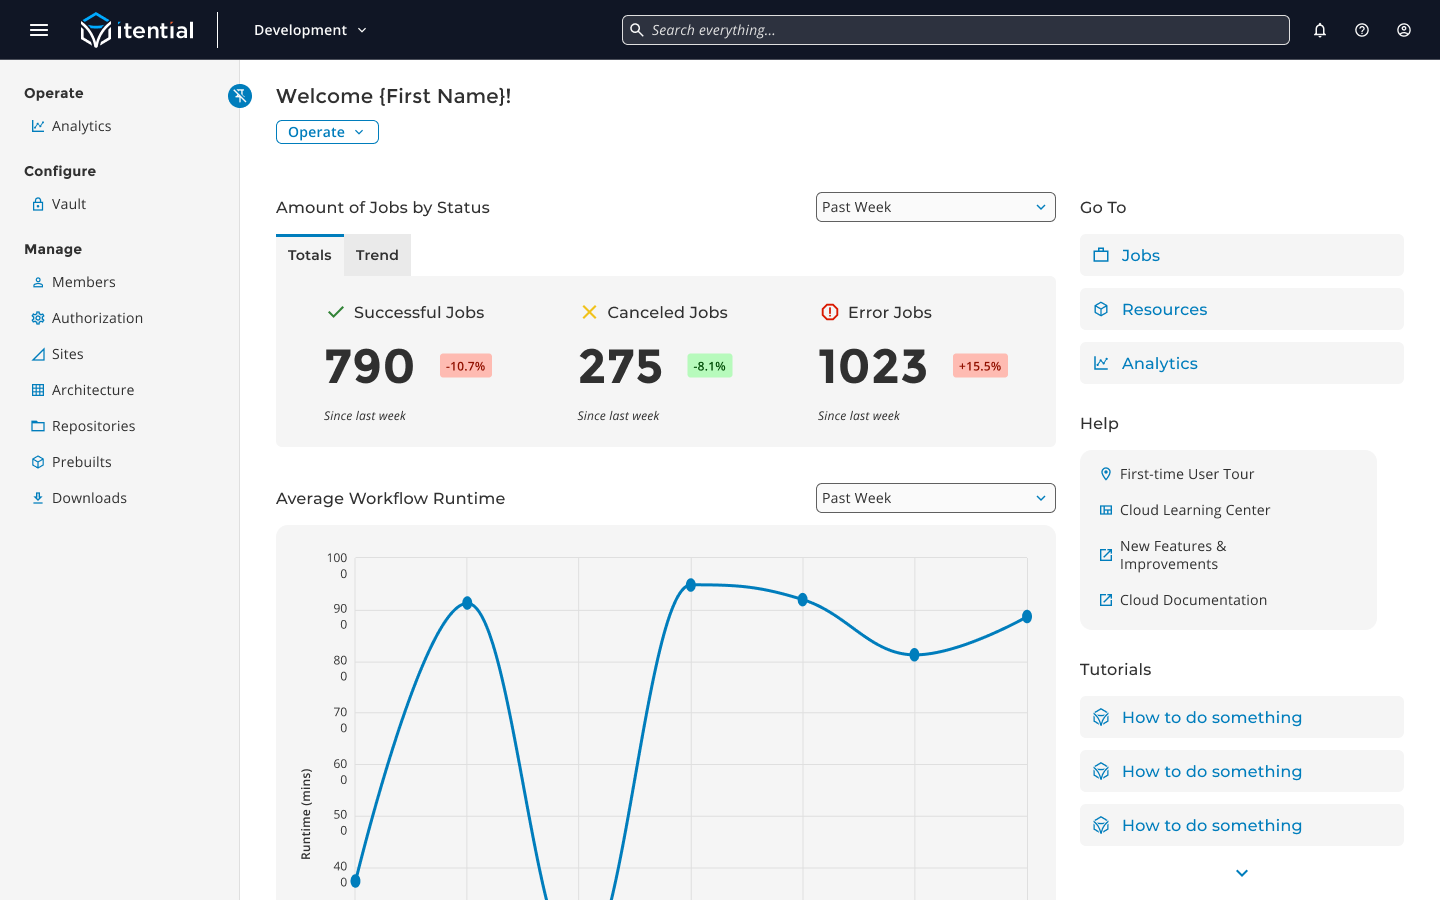 itential
Development
Search everything...
Operate
Analytics
Configure
Vault
Manage
Members
Authorization
Sites
Architecture
Repositories
Prebuilts
Downloads
Welcome {First Name}!
Operate
Amount of Jobs by Status
Past Week
Totals
Trend
Successful Jobs
790
-10.7%
Since last week
Canceled Jobs
275
-8.1%
Since last week
Error Jobs
1023
+15.5%
Since last week
Average Workflow Runtime
Past Week
Runtime (mins)
100
0
90
0
80
0
70
0
60
0
50
0
40
0
Go To
Jobs
Resources
Analytics
Help
First-time User Tour
Cloud Learning Center
New Features &
Improvements
Cloud Documentation
Tutorials
How to do something
How to do something
How to do something